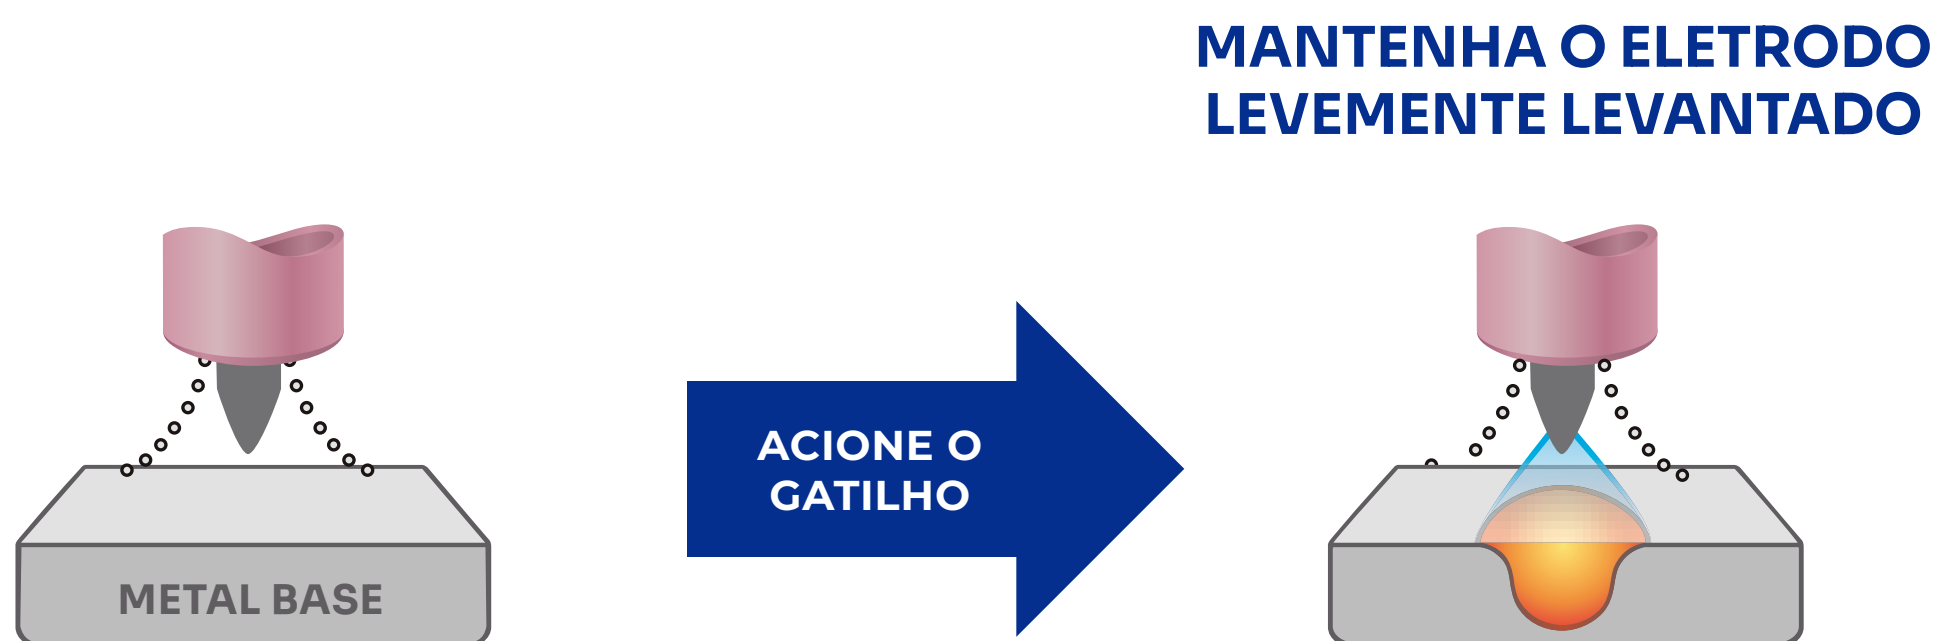 MANTENHA O ELETRODO
LEVEMENTE LEVANTADO
ACIONE O
GATILHO
METAL BASE